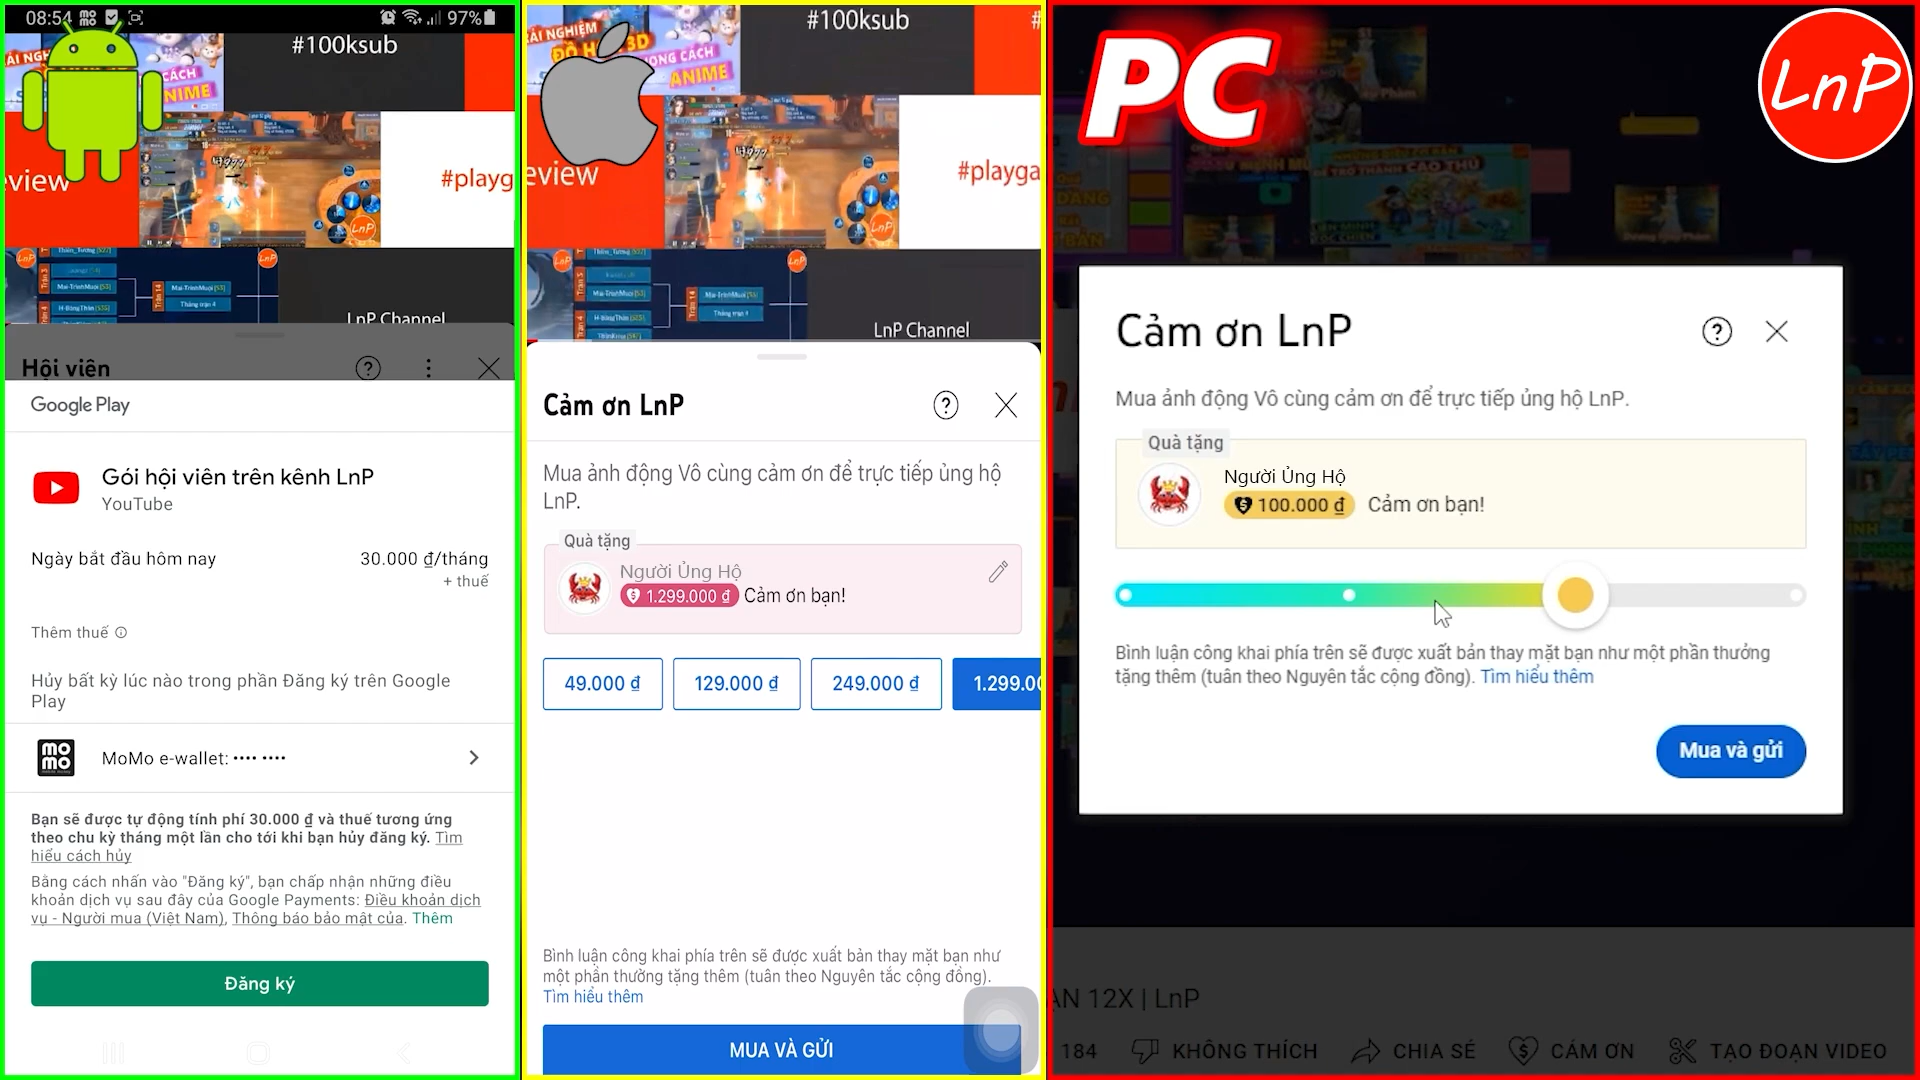 08:54
97%
#100ksub
ANIME
eview
#playg
LnP
Mai-TrinhMuoi
Thăng trận 4
LnP Channel
Hội viên
Google Play
Gói hội viên trên kênh LnP
YouTube
Ngày bắt đầu hôm nay
30.000 ₫/tháng
+ thuế
Thêm thuế
Hủy bất kỳ lúc nào trong phần Đăng ký trên Google
Play
MoMo e-wallet: •••• ••••
Bạn sẽ được tự động tính phí 30.000 ₫ và thuế tương ứng
theo chu kỳ tháng một lần cho tới khi bạn hủy đăng ký. Tìm
hiểu cách hủy
Bằng cách nhấn vào "Đăng ký", bạn chấp nhận những điều
khoản dịch vụ sau đây của Google Payments: Điều khoản dịch
vụ - Người mua (Việt Nam), Thông báo bảo mật của. Thêm
Đăng ký
#100ksub
ANIME
eview
#playga
LnP Channel
Cảm ơn LnP
Mua ảnh động Vô cùng cảm ơn để trực tiếp ủng hộ
LnP.
Quà tặng
Người Ủng Hộ
1.299.000 ₫ Cảm ơn bạn!
49.000 ₫
129.000 ₫
249.000 ₫
1.299.00
Bình luận công khai phía trên sẽ được xuất bản thay mặt bạn như
một phần thưởng tặng thêm (tuân theo Nguyên tắc cộng đồng).
Tìm hiểu thêm
MUA VÀ GỬI
PC
LnP
Cảm ơn LnP
Mua ảnh động Vô cùng cảm ơn để trực tiếp ủng hộ LnP.
Quà tặng
Người Ủng Hộ
100.000 ₫ Cảm ơn bạn!
Bình luận công khai phía trên sẽ được xuất bản thay mặt bạn như một phần thưởng
tặng thêm (tuân theo Nguyên tắc cộng đồng). Tìm hiểu thêm
Mua và gửi
ẬN 12X | LnP
184
KHÔNG THÍCH
CHIA SẺ
CẢM ƠN
TẠO ĐOẠN VIDEO